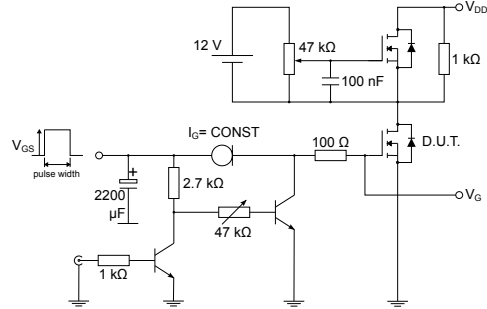 V_DD
12 V
47 kΩ
1 kΩ
100 nF
I_G= CONST
100 Ω
D.U.T.
V_GS
pulse width
+
2200
μF
2.7 kΩ
V_G
47 kΩ
1 kΩ